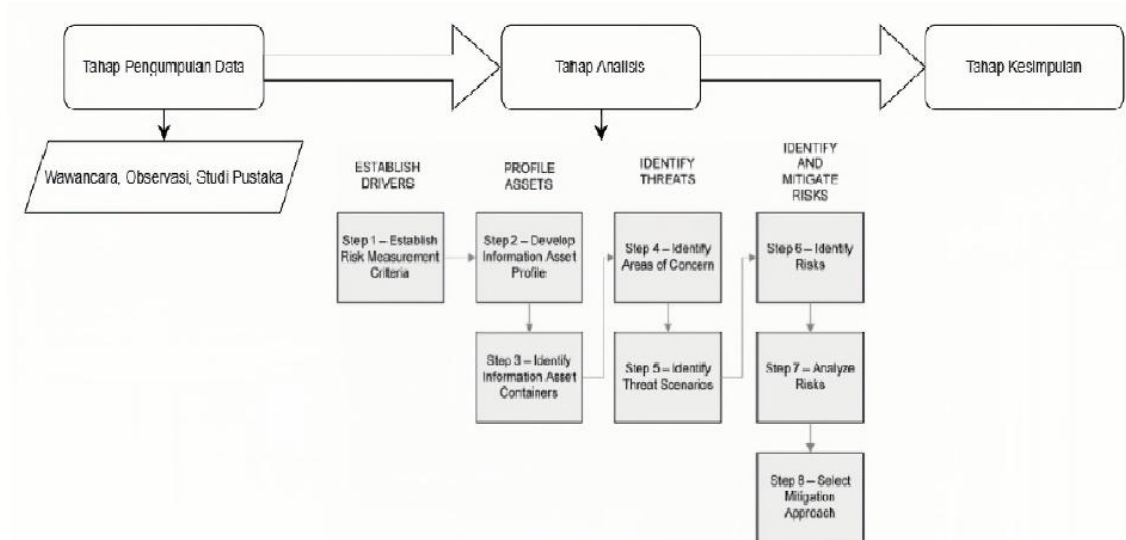 Tahap Pengumpulan Data
Tahap Analisis
Tahap Kesimpulan
Wawancara, Observasi, Studi Pustaka
ESTABLISH
DRIVERS
PROFILE
ASSETS
IDENTIFY
THREATS
IDENTIFY
AND
MITIGATE
RISKS
Step 1 – Establish
Risk Measurement
Criteria
Step 2 – Develop
Information Asset
Profile
Step 3 – Identify
Information Asset
Containers
Step 4 – Identify
Areas of Concern
Step 5 – Identify
Threat Scenarios
Step 6 – Identify
Risks
Step 7 – Analyze
Risks
Step 8 – Select
Mitigation
Approach